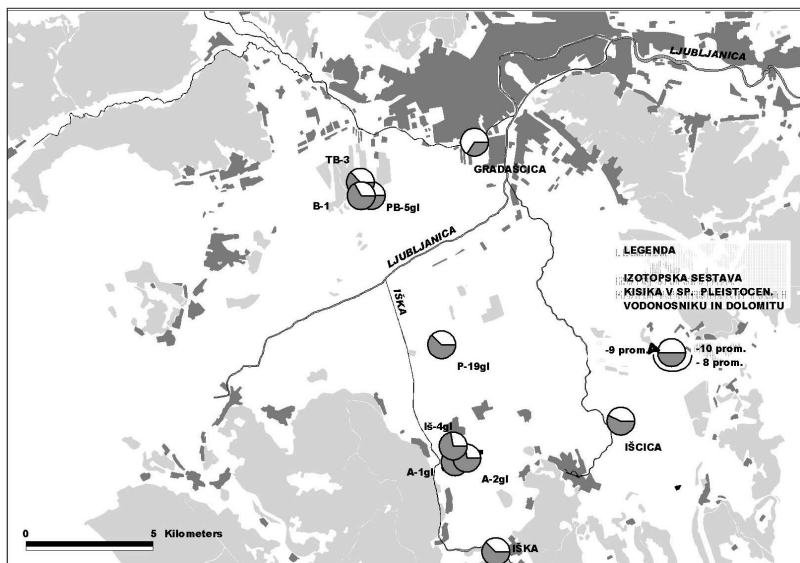 LJUBLJANICA
TB-3
GRADAŠCICA
B-1
PB-5gl
LJUBLJANICA
LEGENDA
IZOTOPSKA SESTAVA
KISIKA V SP. PLEISTOCEN.
VODONOSNIKU IN DOLOMITU
IŠKA
-9 prom.
-10 prom.
- 8 prom.
P-19gl
Iš-4gl
IŠCICA
A-1gl
A-2gl
0 5 Kilometers
IŠKA